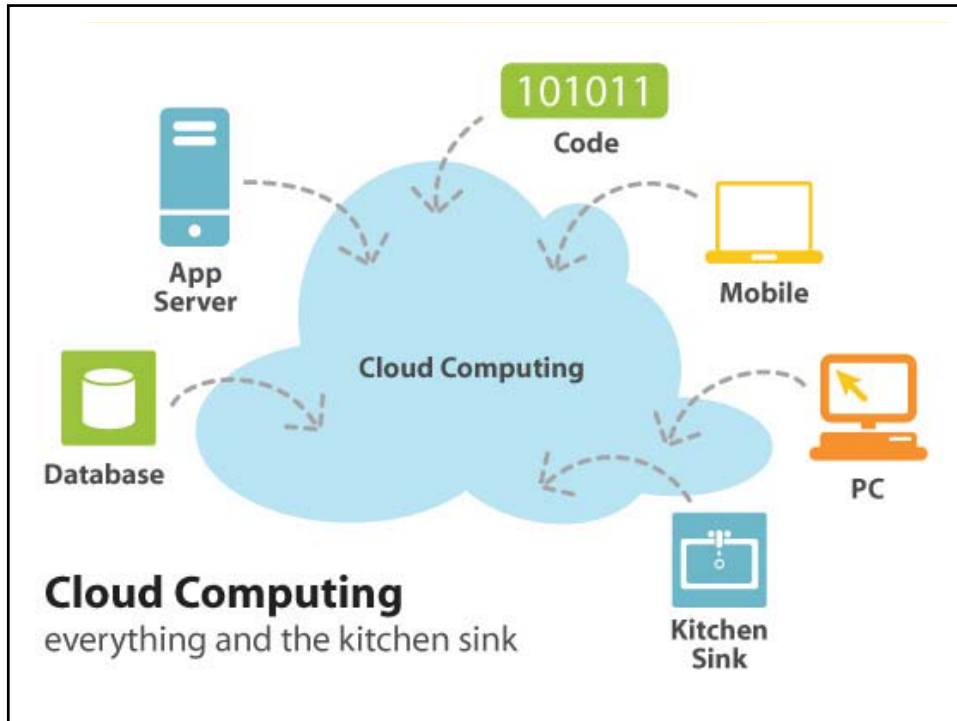 101011
Code
App
Server
Mobile
Cloud Computing
Database
PC
Kitchen
Sink
Cloud Computing
everything and the kitchen sink